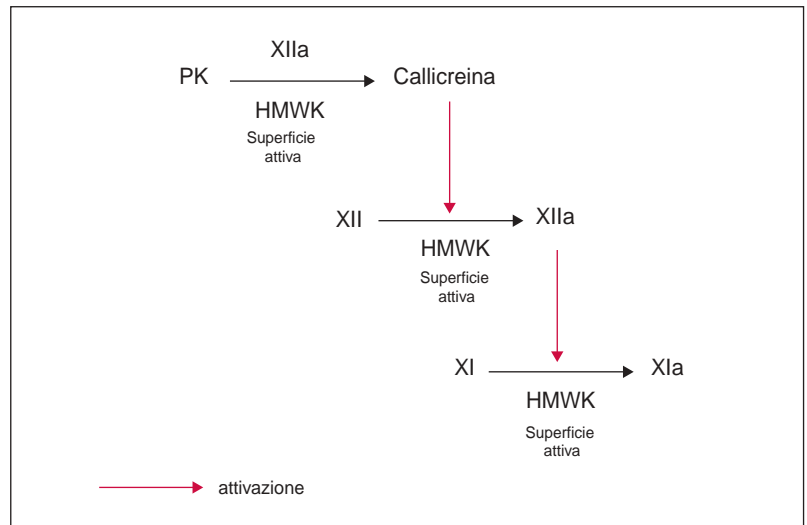 XIIa
PK Callicreina
HMWK
Superficie
attiva
XII XIIa
HMWK
Superficie
attiva
XI XIa
HMWK
Superficie
attiva
attivazione